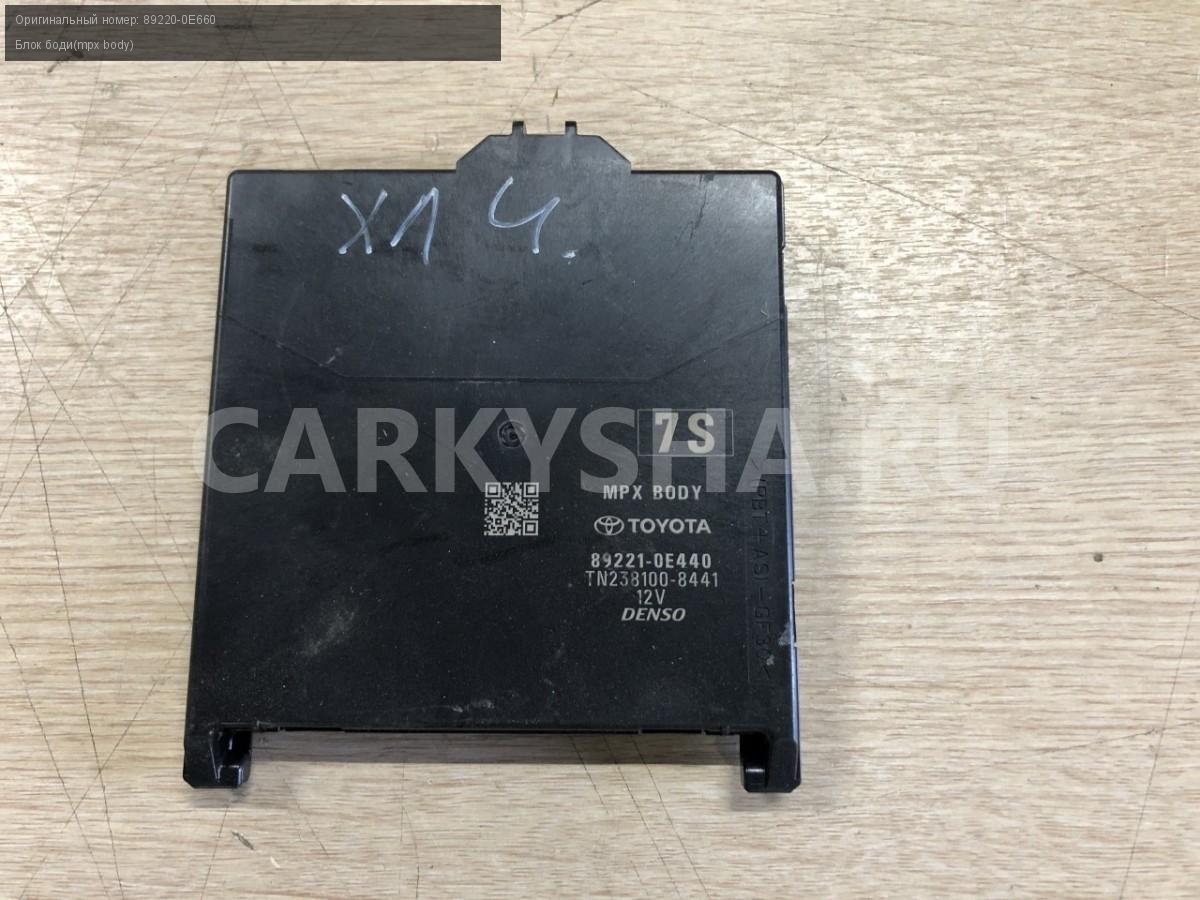 Оригинальный номер: 89220-0E660
Блок боди(mpx body)
ХЛ Ч.
CARKYSHA.RU
7S
MPX BODY
TOYOTA
89221-0E440
TN238100-8441
12V
DENSO